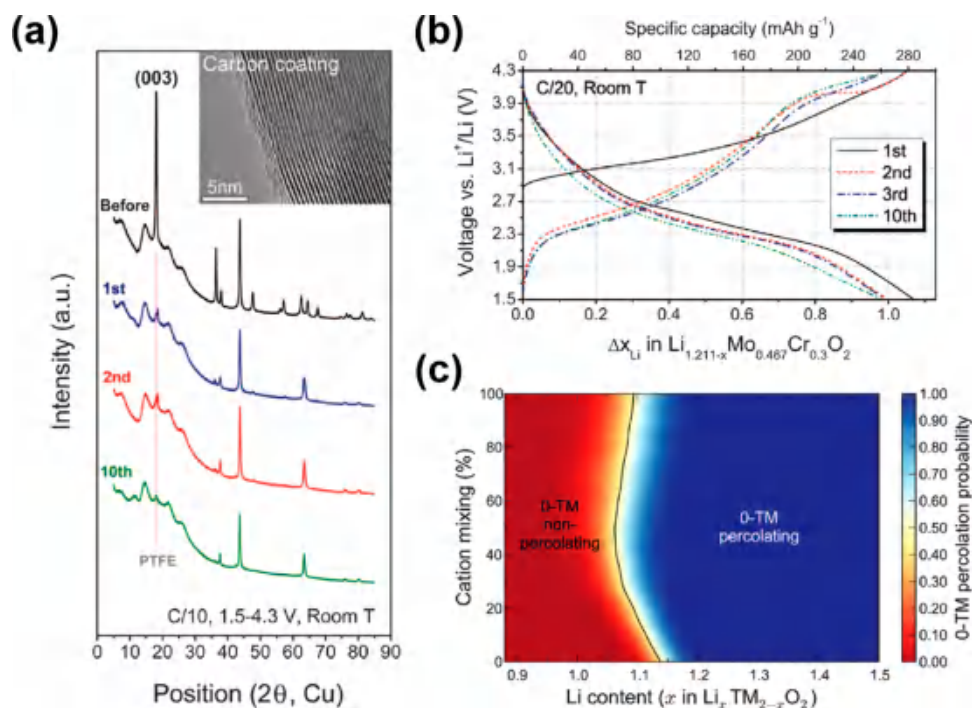 (a)
(003)
Carbon coating
5nm
Before
1st
2nd
10th
PTFE
C/10, 1.5-4.3 V, Room T
Intensity (a.u.)
0 10 20 30 40 50 60 70 80 90
Position (2θ, Cu)
(b)
Specific capacity (mAh g⁻¹)
0 40 80 120 160 200 240 280
C/20, Room T
4.3
3.9
3.5
3.1
2.7
2.3
1.9
1.5
Voltage vs. Li⁺/Li (V)
1st
2nd
3rd
10th
0.0 0.2 0.4 0.6 0.8 1.0
Δx_Li in Li_1.211-x Mo_0.467 Cr_0.3 O_2
(c)
100
80
60
40
20
0
Cation mixing (%)
0-TM
non-
percolating
0-TM
percolating
0.9 1.0 1.1 1.2 1.3 1.4 1.5
Li content (x in Li_x TM_2-x O_2)
1.00
0.90
0.80
0.70
0.60
0.50
0.40
0.30
0.20
0.10
0.00
0-TM percolation probability